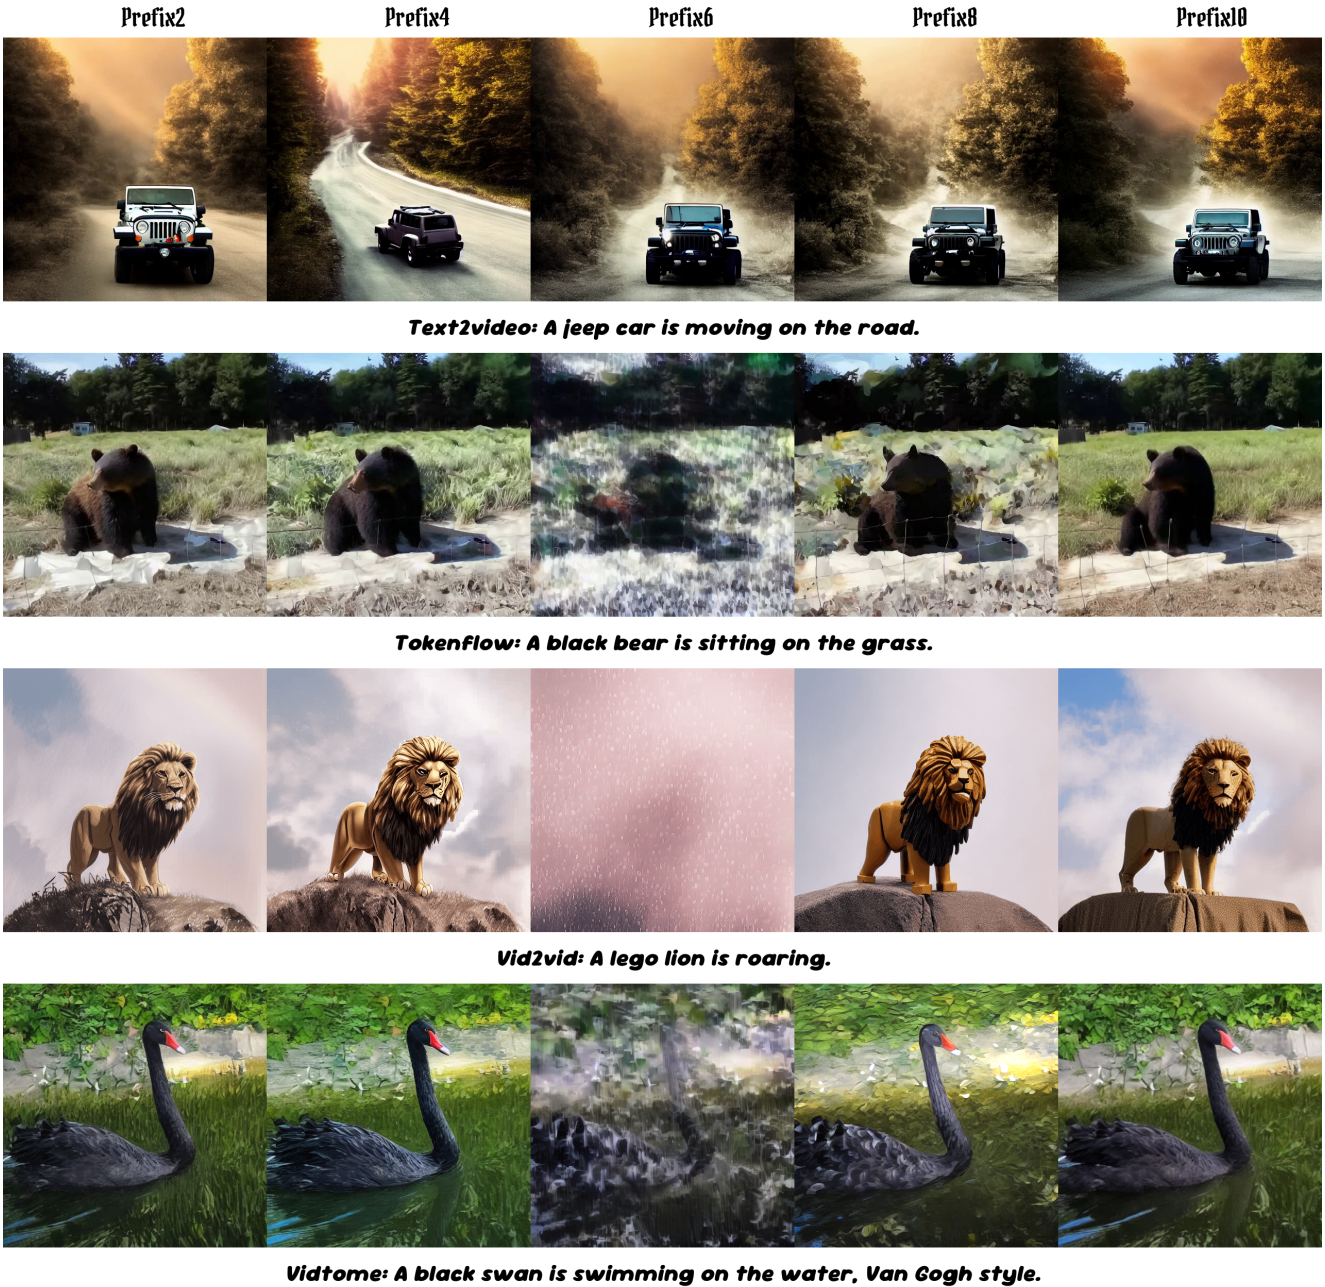 Prefix2 Prefix4 Prefix6 Prefix8 Prefix10
Text2video: A jeep car is moving on the road.
Tokenflow: A black bear is sitting on the grass.
Vid2vid: A lego lion is roaring.
Vidtome: A black swan is swimming on the water, Van Gogh style.